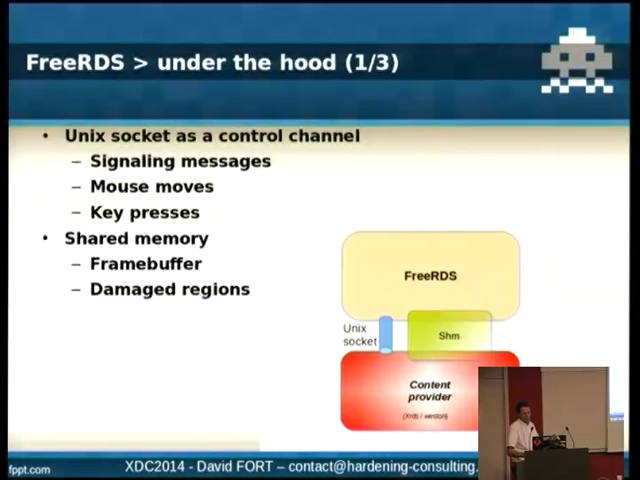 FreeRDS > under the hood (1/3)
• Unix socket as a control channel
– Signaling messages
– Mouse moves
– Key presses
• Shared memory
– Framebuffer
– Damaged regions
FreeRDS
Unix
socket
Shm
Content
provider
(Xrds / weston)
fppt.com
XDC2014 - David FORT – contact@hardening-consulting.